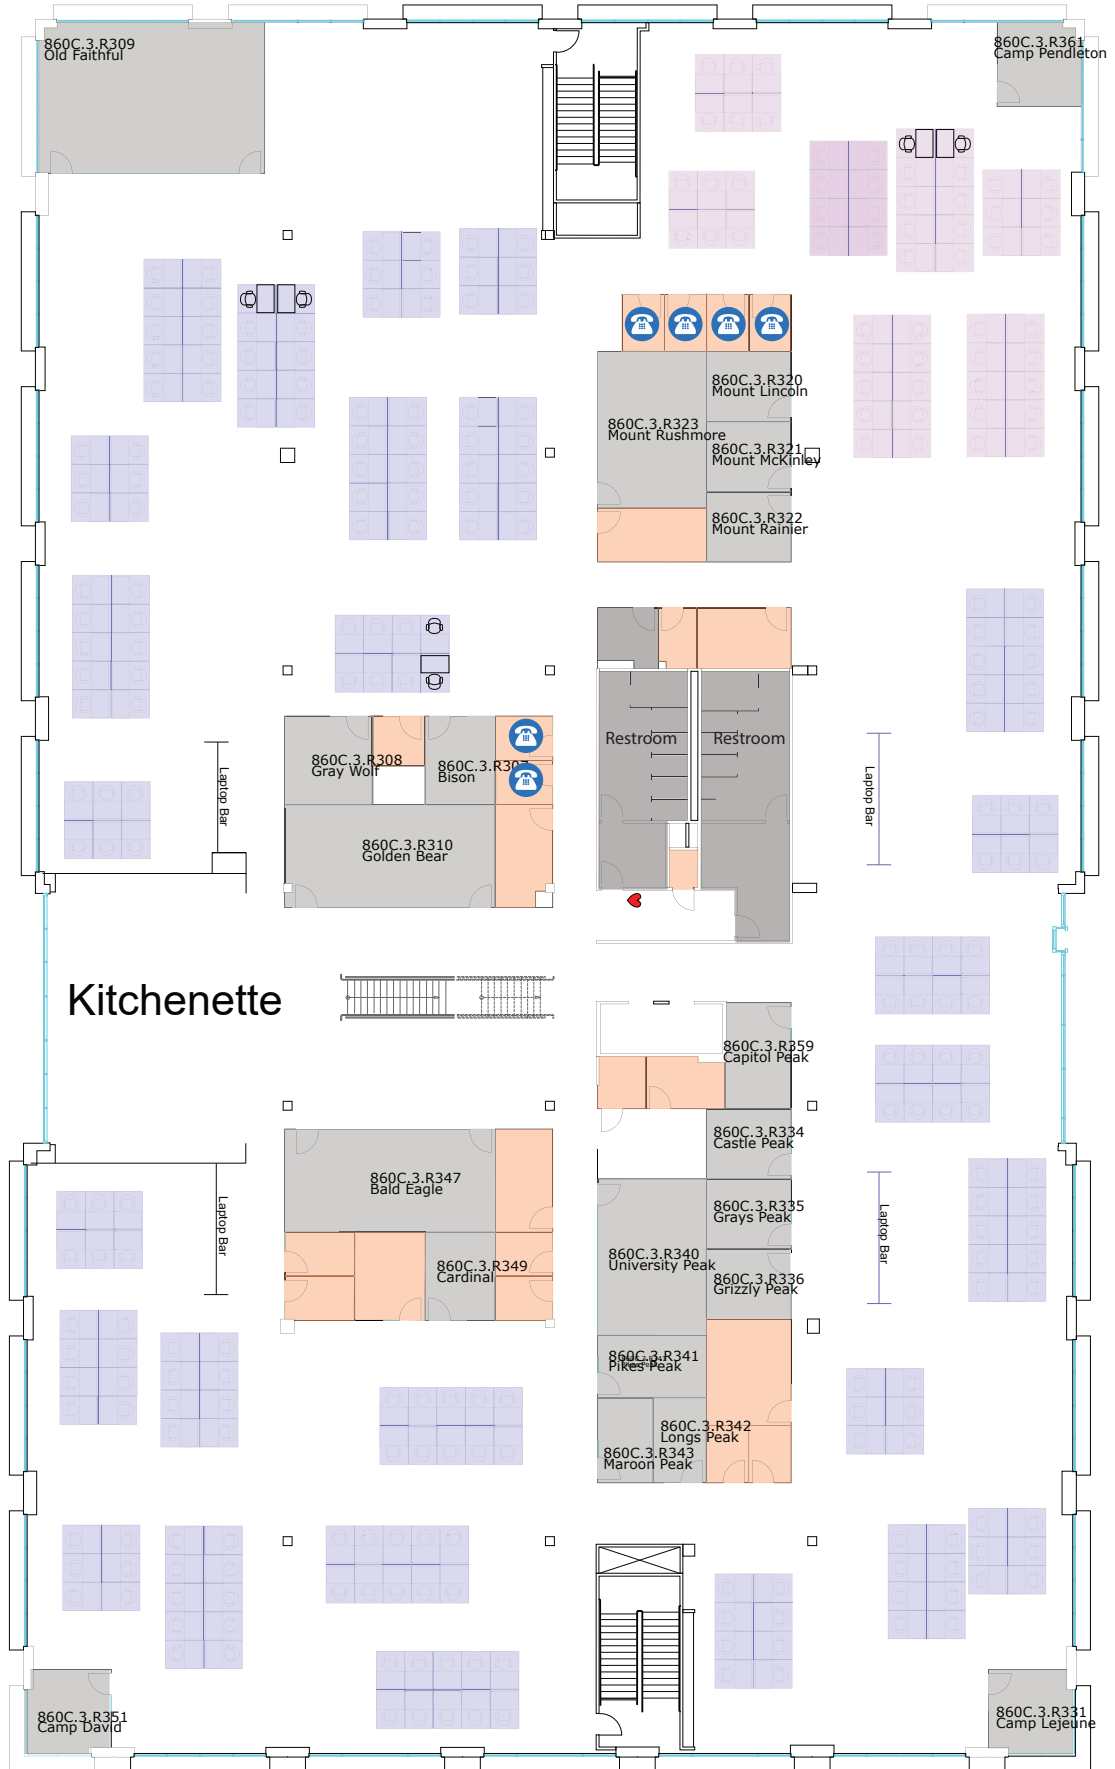 860C.3.R309
Old Faithful
860C.3.R361
Camp Pendleton
860C.3.R320
Mount Lincoln
860C.3.R323
Mount Rushmore
860C.3.R321
Mount McKinley
860C.3.R322
Mount Rainier
Restroom
Restroom
860C.3.R308
Gray Wolf
860C.3.R307
Bison
Laptop Bar
Laptop Bar
860C.3.R310
Golden Bear
Kitchenette
860C.3.R359
Capitol Peak
860C.3.R334
Castle Peak
860C.3.R347
Bald Eagle
860C.3.R335
Grays Peak
Laptop Bar
Laptop Bar
860C.3.R340
University Peak
860C.3.R349
Cardinal
860C.3.R336
Grizzly Peak
860C.3.R341
Pikes Peak
860C.3.R342
Longs Peak
860C.3.R343
Maroon Peak
860C.3.R351
Camp David
860C.3.R331
Camp Lejeune